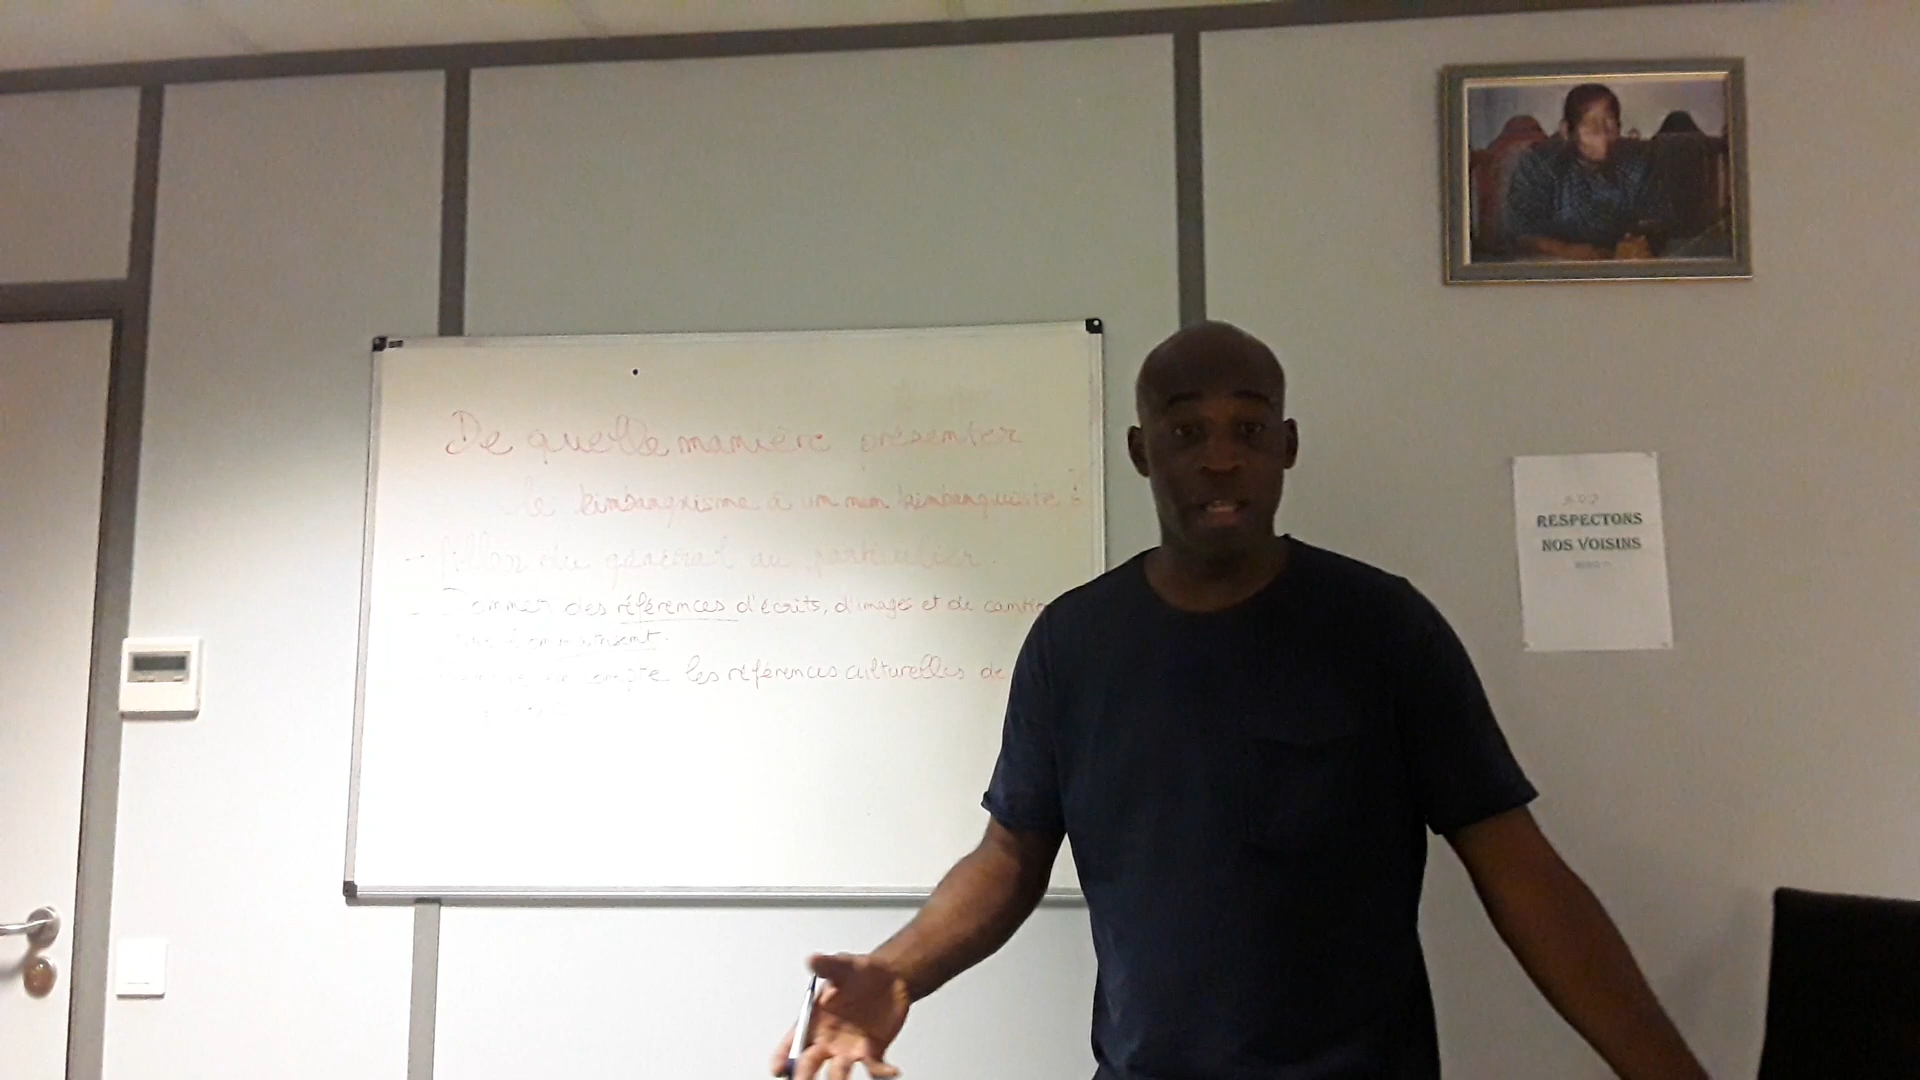 De quelle manière présenter
le kimbanguisme à un non kimbanguiste ?
- Aller du général au particulier.
- Donner des références d'écrits, d'images et de
compte les références culturelles de
RESPECTONS
NOS VOISINS